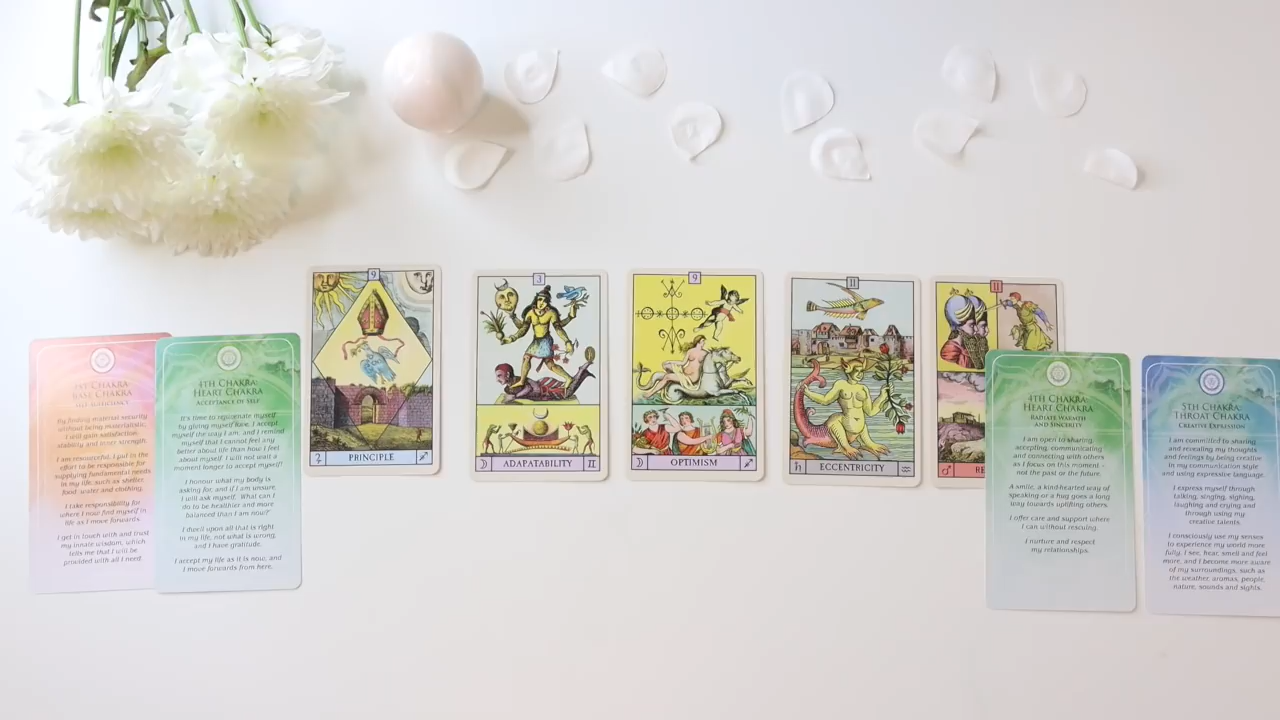 1ST CHAKRA:
BASE CHAKRA
SELF-SUFFICIENCY
By finding material security
without being materialistic,
I will gain satisfaction,
stability and inner strength.
I am resourceful. I put in the
effort to be responsible for
supplying fundamental needs
in my life, such as shelter,
food, water and clothing.
I take responsibility for
where I now find myself in
life as I move forwards.
I get in touch with and trust
my innate wisdom, which
tells me that I will be
provided with all I need.
4TH CHAKRA:
HEART CHAKRA
ACCEPTANCE OF SELF
It's time to rejuvenate myself
by giving myself love. I accept
myself the way I am, and I remind
myself that I cannot feel any
better about life than how I feel
about myself. I will not wait a
moment longer to accept myself!
I honour what my body is
asking for, and if I am unsure,
I will ask myself, 'What can I
do to be healthier and more
balanced than I am now?'
I dwell upon all that is right
in my life, not what is wrong,
and I have gratitude.
I accept my life as it is now, and
I move forwards from here.
9
PRINCIPLE
♐
3
☽
ADAPTABILITY
♊
9
☽
OPTIMISM
♐
11
♄
ECCENTRICITY
♒
11
♂
RE
4TH CHAKRA:
HEART CHAKRA
RADIATE WARMTH
AND SINCERITY
I am open to sharing,
accepting, communicating
and connecting with others
as I focus on this moment –
not the past or the future.
A smile, a kind-hearted way of
speaking or a hug goes a long
way towards uplifting others.
I offer care and support where
I can without rescuing.
I nurture and respect
my relationships.
5TH CHAKRA:
THROAT CHAKRA
CREATIVE EXPRESSION
I am committed to sharing
and revealing my thoughts
and feelings by being creative
in my communication style
and using expressive language.
I express myself through
talking, singing, sighing,
laughing and crying and
through using my
creative talents.
I consciously use my senses
to experience my world more
fully. I see, hear, smell and feel
more, and I become more aware
of my surroundings, such as
the weather, aromas, people,
nature, sounds and sights.